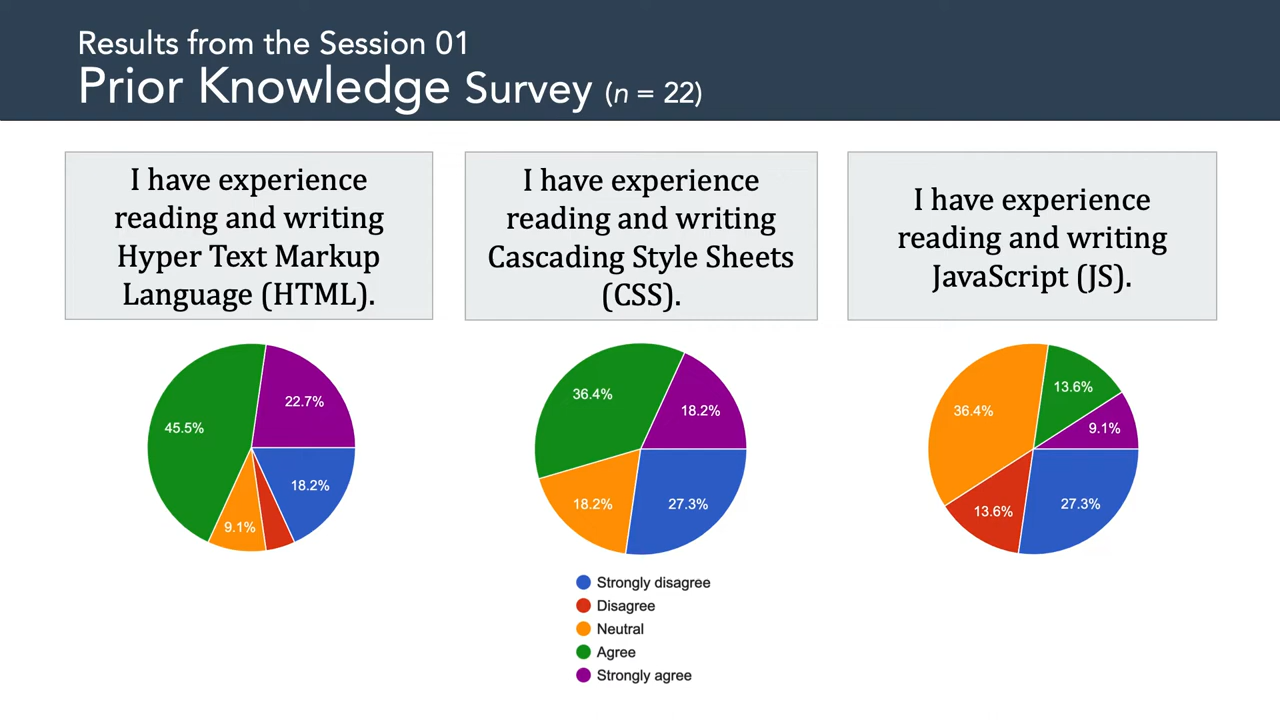 Results from the Session 01
Prior Knowledge Survey (n = 22)
I have experience
reading and writing
Hyper Text Markup
Language (HTML).
I have experience
reading and writing
Cascading Style Sheets
(CSS).
I have experience
reading and writing
JavaScript (JS).
45.5%
22.7%
18.2%
9.1%
36.4%
18.2%
18.2%
27.3%
36.4%
13.6%
9.1%
13.6%
27.3%
Strongly disagree
Disagree
Neutral
Agree
Strongly agree